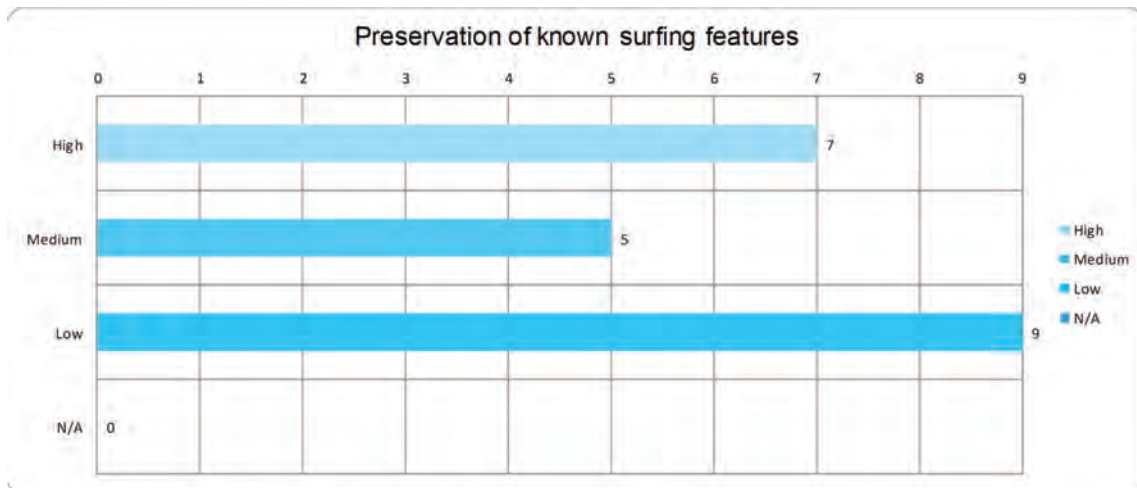 Preservation of known surfing features
0 1 2 3 4 5 6 7 8 9
High 7
Medium 5
Low 9
N/A 0
High
Medium
Low
N/A